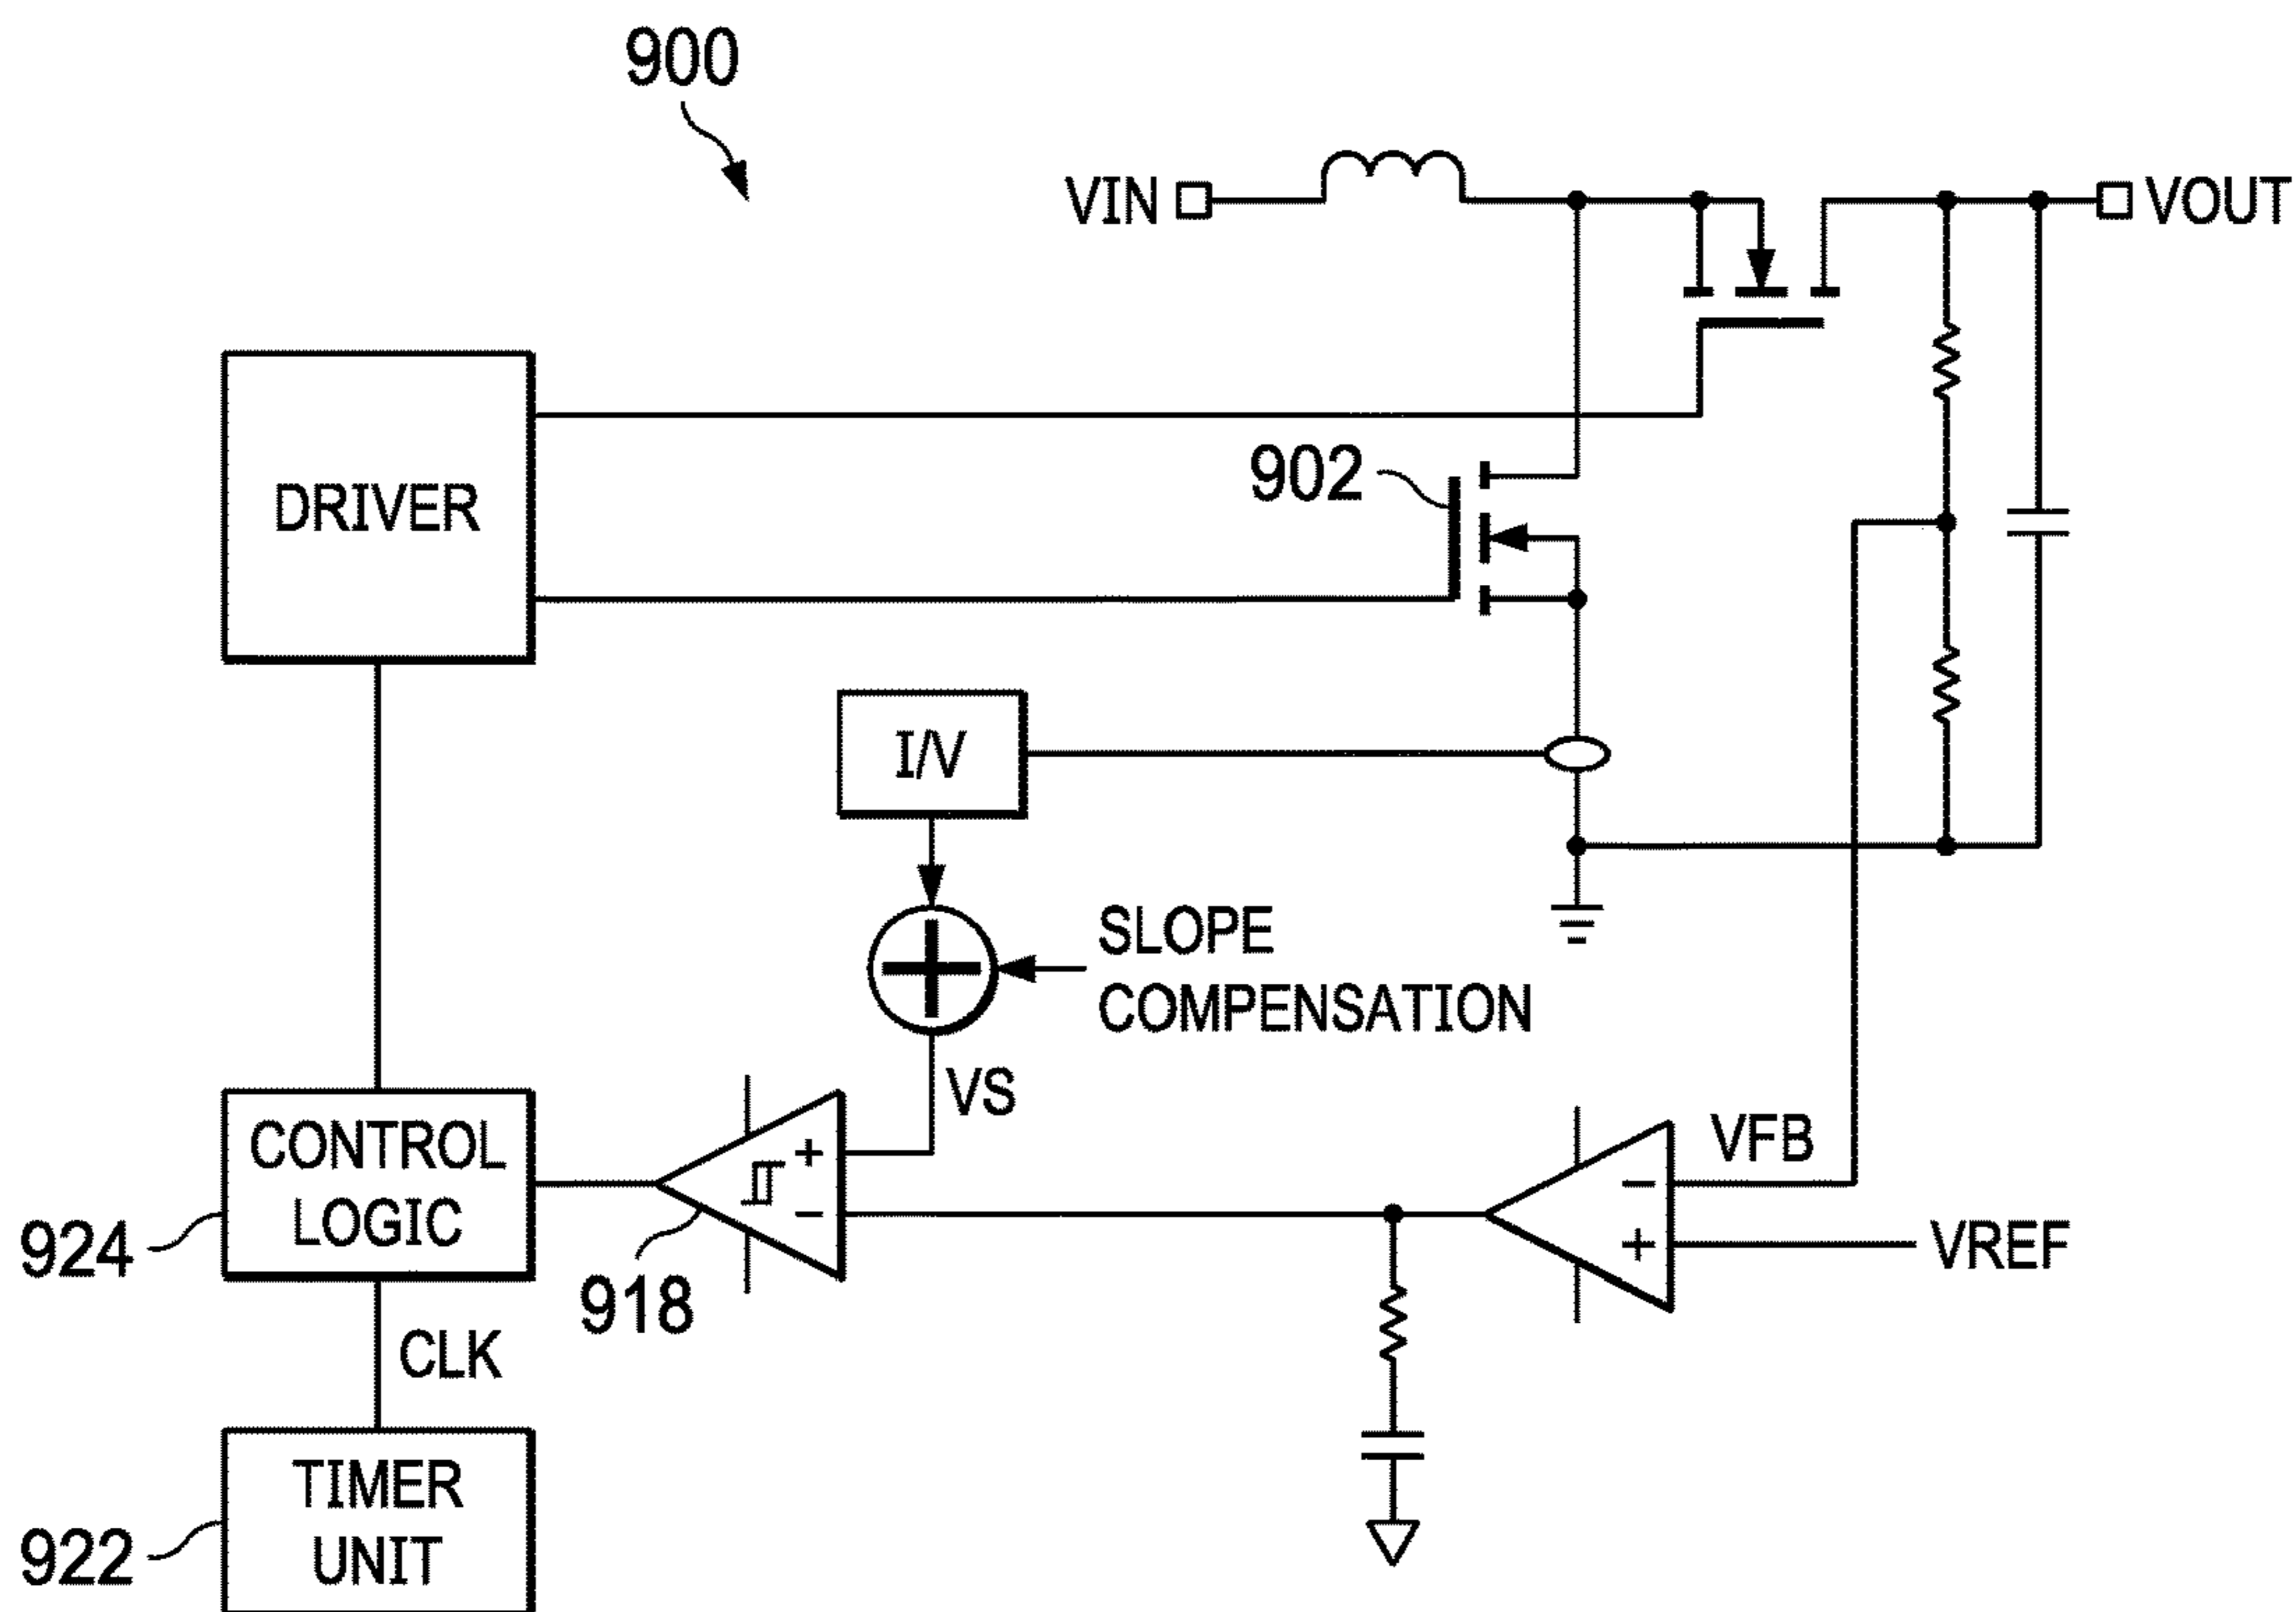 900
VIN
VOUT
DRIVER
902
I/V
SLOPE
COMPENSATION
VS
+
−
CONTROL
LOGIC
924
918
VFB
−
+
VREF
CLK
TIMER
UNIT
922